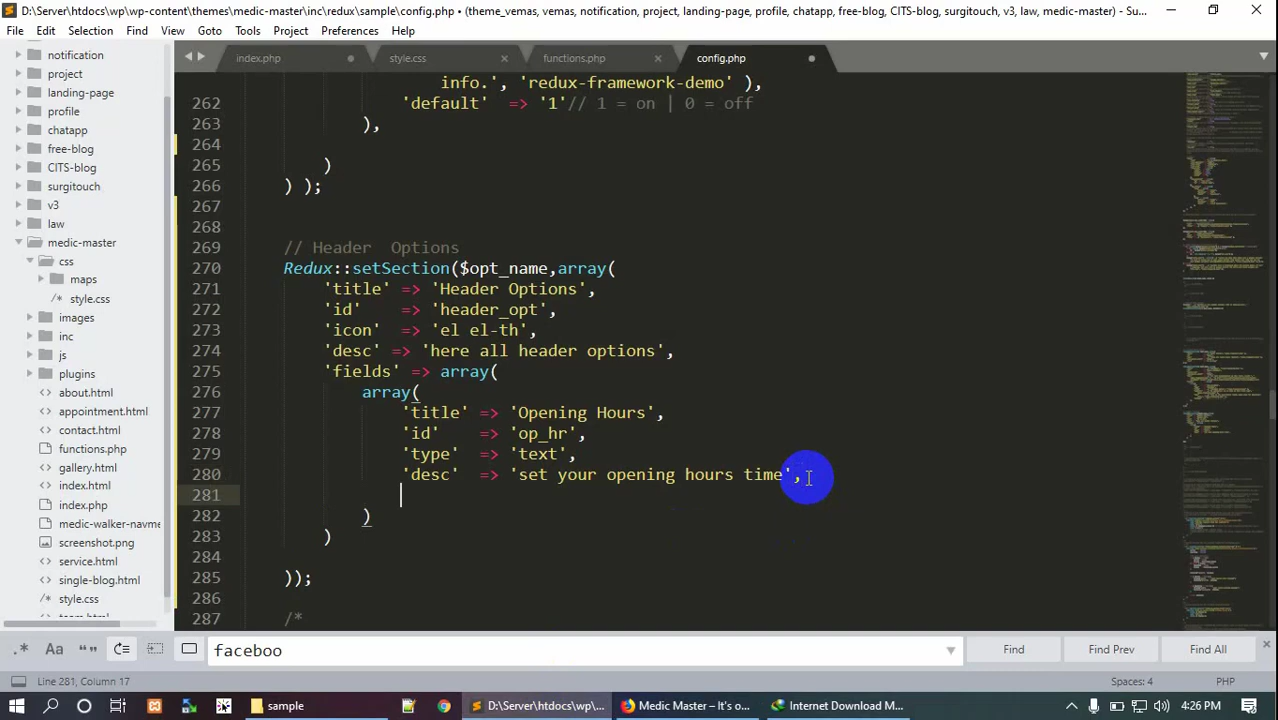 D:\Server\htdocs\wp\wp-content\themes\medic-master\inc\redux\sample\config.php • (theme_vemas, vemas, notification, project, landing-page, profile, chatapp, free-blog, CITS-blog, surgitouch, v3, law, medic-master) - Su...
File Edit Selection Find View Goto Tools Project Preferences Help
index.php style.css functions.php config.php
notification
project
landing-page
profile
chatapp
free-blog
CITS-blog
surgitouch
v3
law
medic-master
css
maps
style.css
images
inc
js
plugins
about.html
appointment.html
contact.html
functions.php
gallery.html
index.html
index.php
medic-walker-navme
screenshot.png
service.html
single-blog.html
style.css
info.', 'redux-framework-demo' ),
262 'default' => '1'// 1 = on | 0 = off
263 ),
264
265 )
266 ) );
267
268
269 // Header Options
270 Redux::setSection($opt_name,array(
271 'title' => 'Header Options',
272 'id' => 'header_opt',
273 'icon' => 'el el-th',
274 'desc' => 'here all header options',
275 'fields' => array(
276 array(
277 'title' => 'Opening Hours',
278 'id' => 'op_hr',
279 'type' => 'text',
280 'desc' => 'set your opening hours time',
281
282 )
283 )
284
285 ));
286
287 /*
.* Aa “” faceboo Find Find Prev Find All
Line 281, Column 17 Spaces: 4 PHP
sample D:\Server\htdocs\wp\... Medic Master – It's o... Internet Download M... 4:26 PM